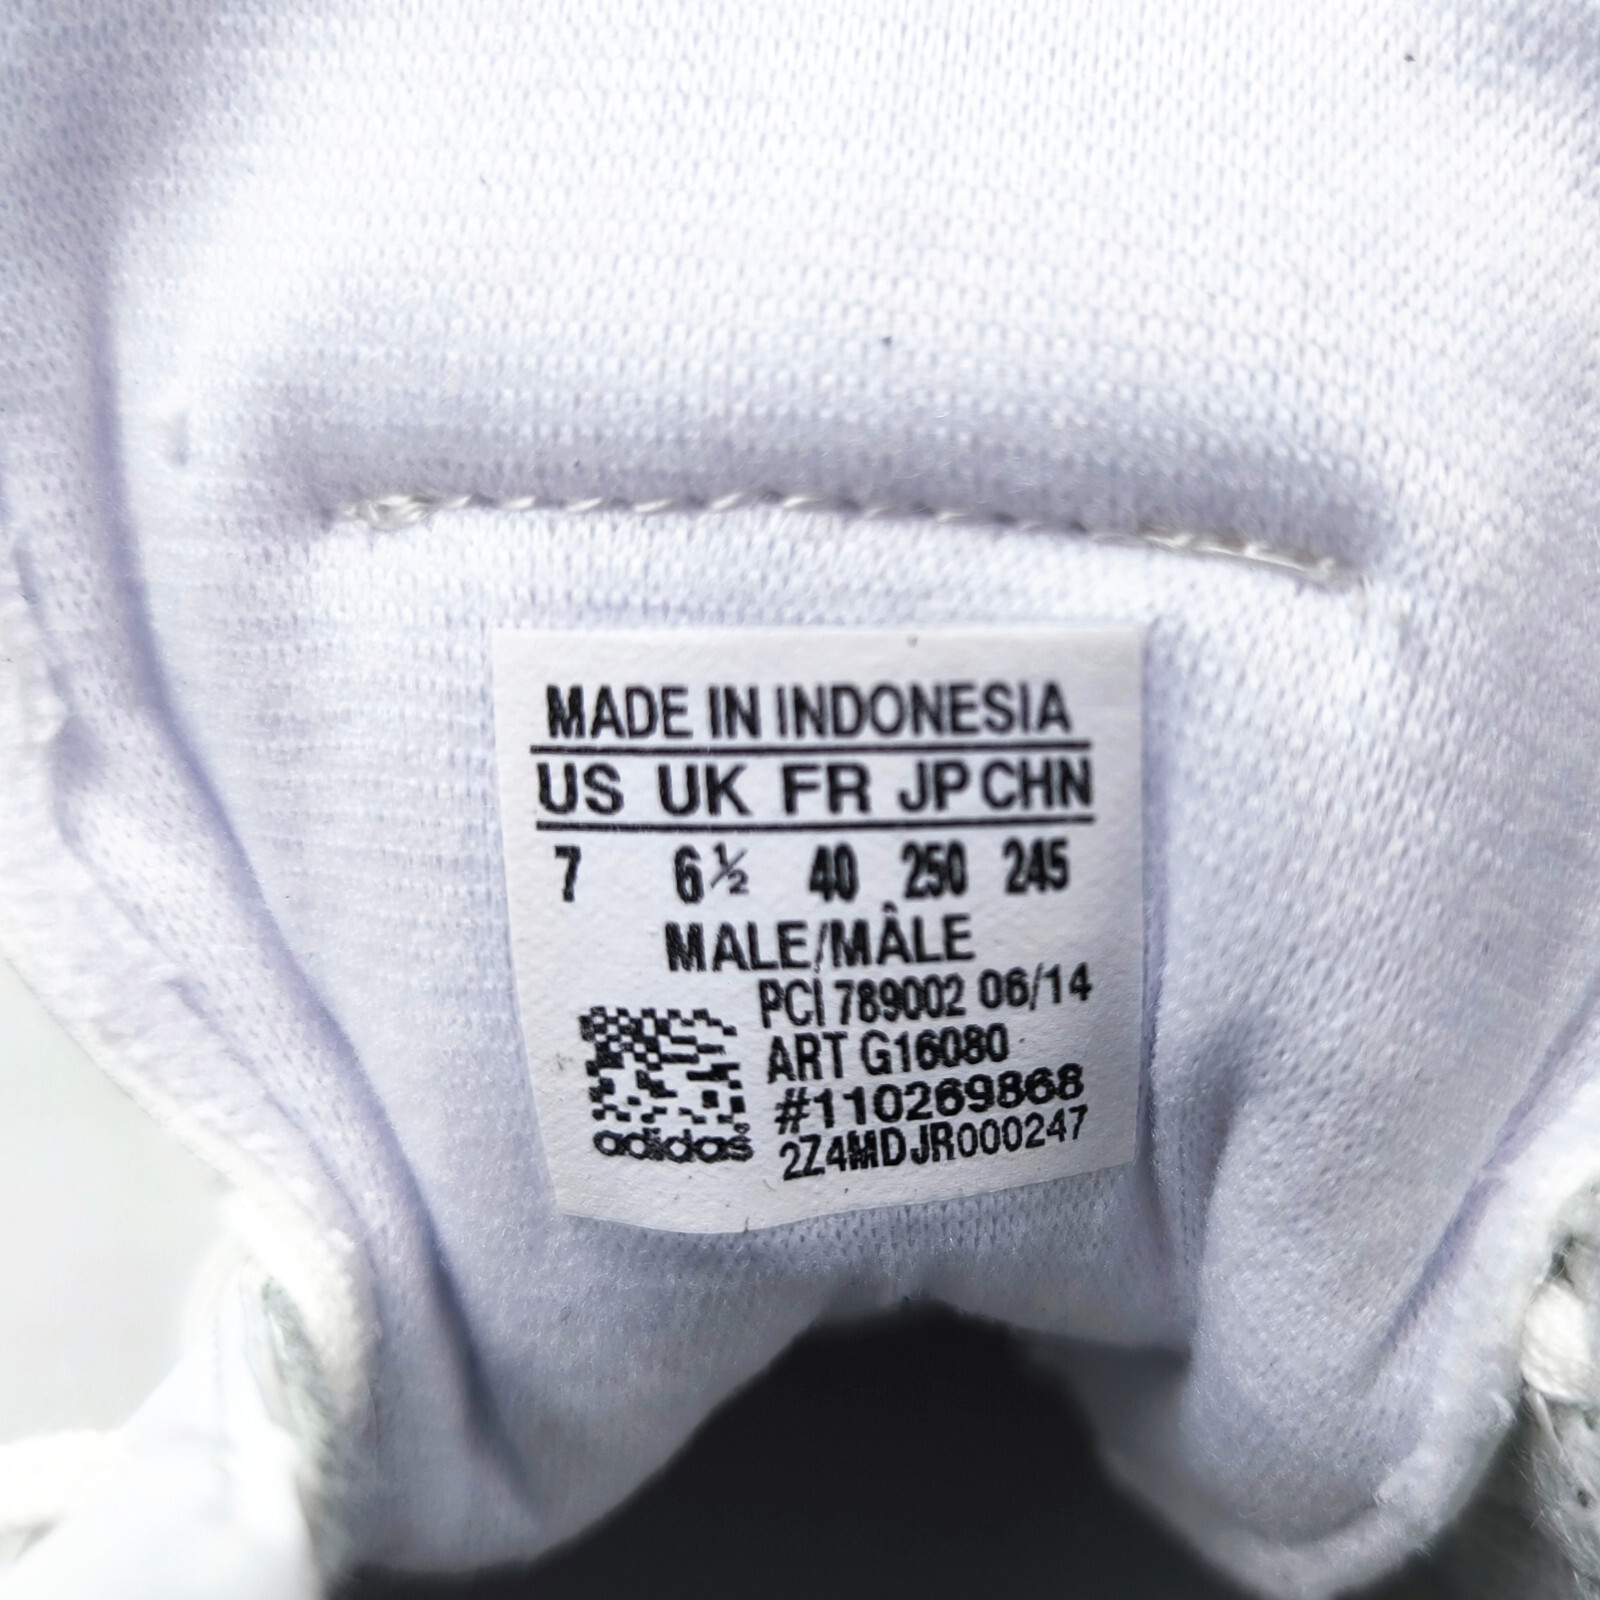 MADE IN INDONESIA
US UK FR JP CHN
7 6½ 40 250 245
MALE/MÂLE
PCI 789002 06/14
ART G16080
#110269868
2Z4MDJR000247
adidas